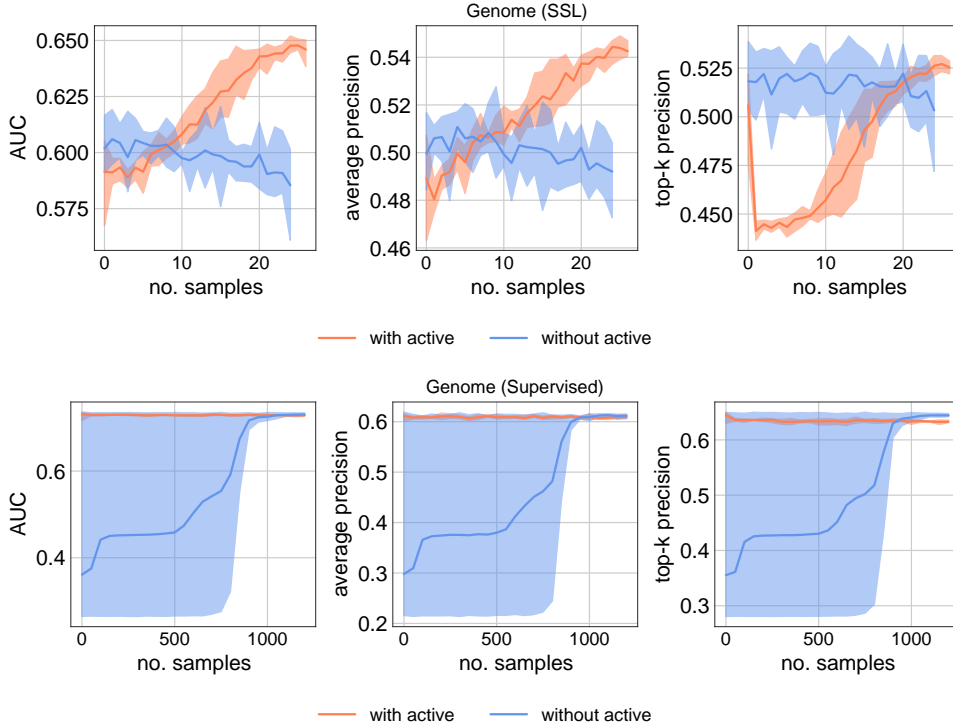 Genome (SSL)
AUC
0.650
0.625
0.600
0.575
0
10
20
no. samples
average precision
0.54
0.52
0.50
0.48
0.46
0
10
20
no. samples
top-k precision
0.525
0.500
0.475
0.450
0
10
20
no. samples
with active
without active
Genome (Supervised)
AUC
0.6
0.4
0
500
1000
no. samples
average precision
0.6
0.5
0.4
0.3
0.2
0
500
1000
no. samples
top-k precision
0.6
0.5
0.4
0.3
0
500
1000
no. samples
with active
without active